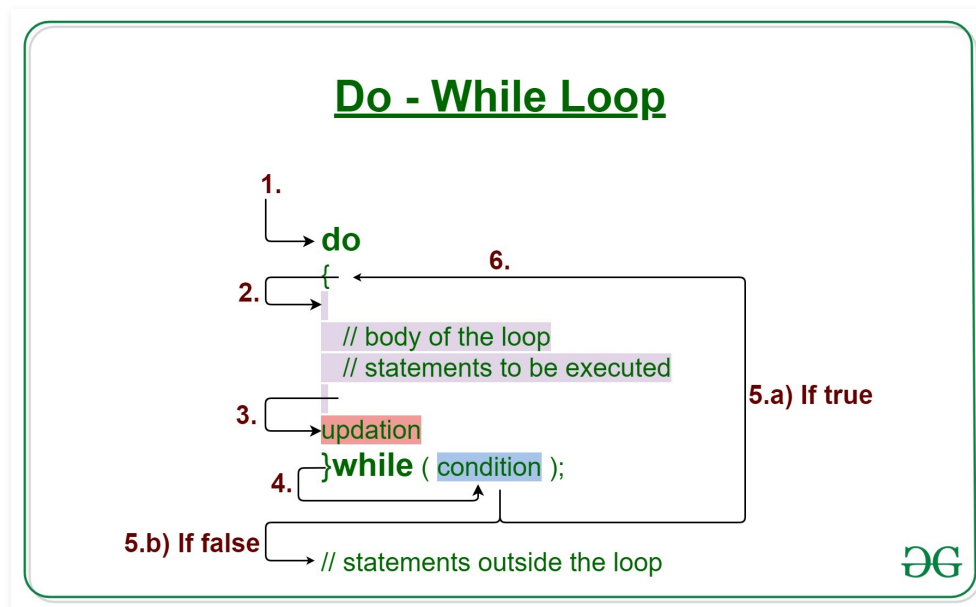 Do - While Loop
1.
do
6.
{
2.
// body of the loop
// statements to be executed
5.a) If true
3.
updation
}while ( condition );
4.
5.b) If false
// statements outside the loop